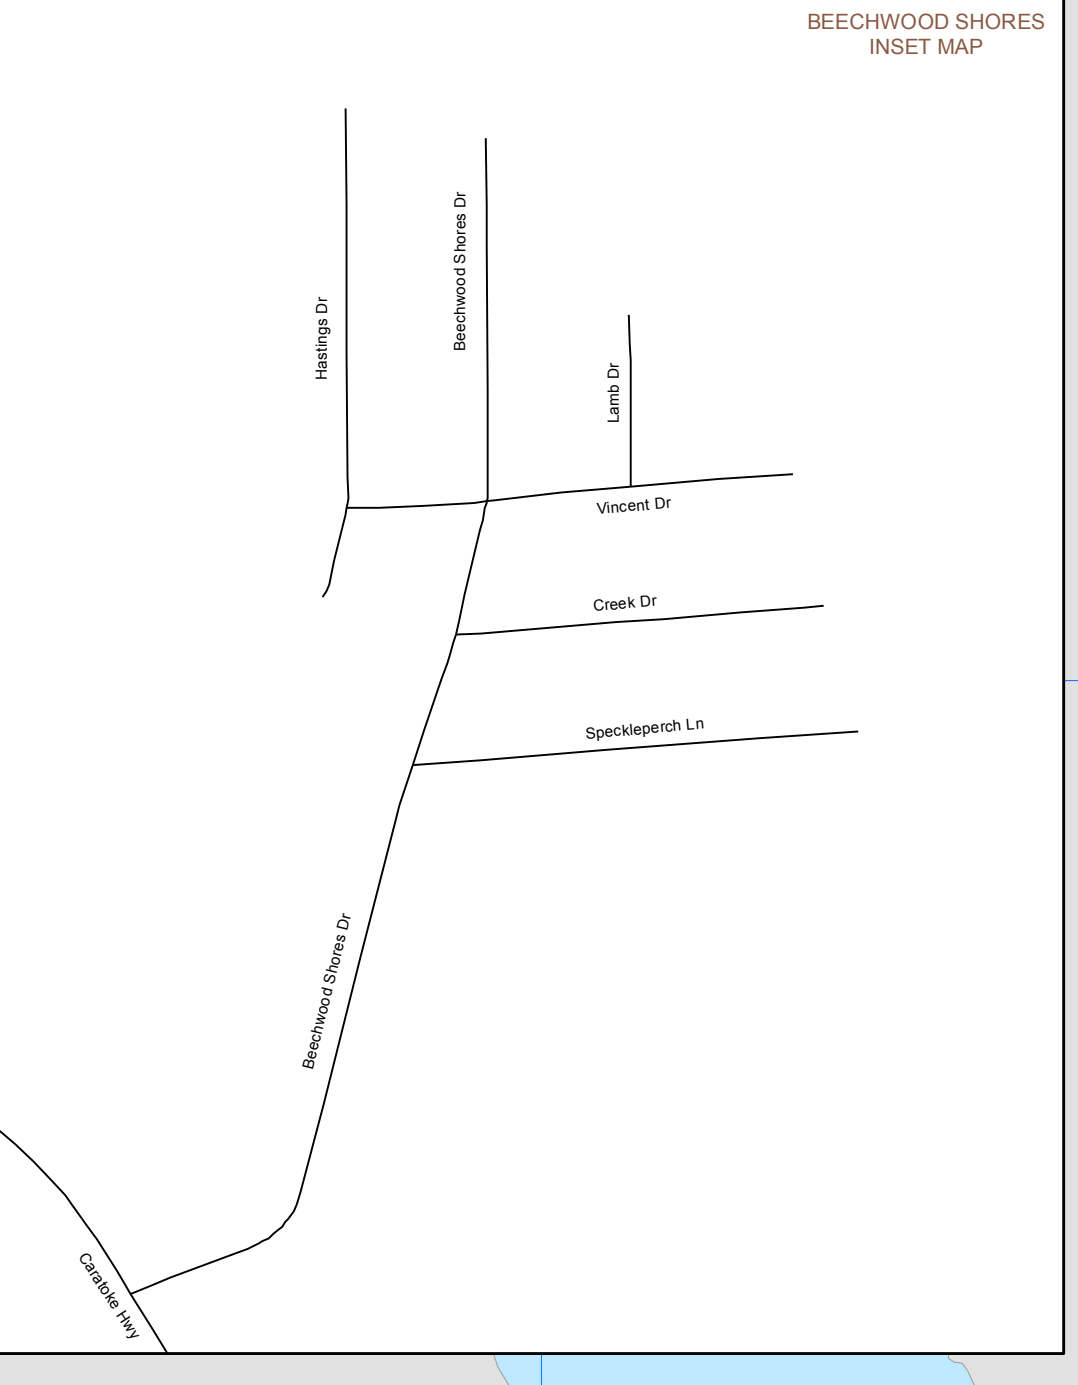 BEECHWOOD SHORES
INSET MAP
Beechwood Shores Dr
Hastings Dr
Lamb Dr
Vincent Dr
Creek Dr
Speckleperch Ln
Beechwood Shores Dr
Caratoke Hwy